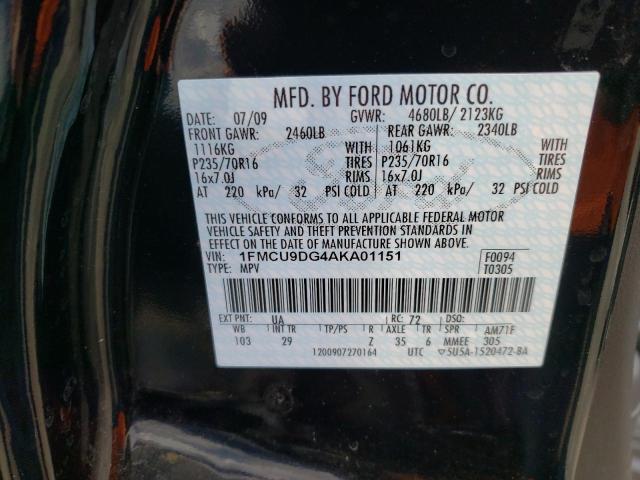 MFD. BY FORD MOTOR CO.
DATE: 07/09 GVWR: 4680LB/ 2123KG
FRONT GAWR: 2460LB REAR GAWR: 2340LB
1116KG WITH 1061KG WITH
P235/70R16 TIRES P235/70R16 TIRES
16x7.0J RIMS 16x7.0J RIMS
AT 220 kPa/ 32 PSI COLD AT 220 kPa/ 32 PSI COLD
THIS VEHICLE CONFORMS TO ALL APPLICABLE FEDERAL MOTOR
VEHICLE SAFETY AND THEFT PREVENTION STANDARDS IN
EFFECT ON THE DATE OF MANUFACTURE SHOWN ABOVE.
VIN: 1FMCU9DG4AKA01151 F0094
TYPE: MPV T0305
EXT PNT: UA RC: 72 DSO:
WB INT TR TP/PS R AXLE TR SPR AM71F
103 29 Z 35 6 MMEE 305
1200907270164 UTC ▽5U5A-1520472-BA
Ford